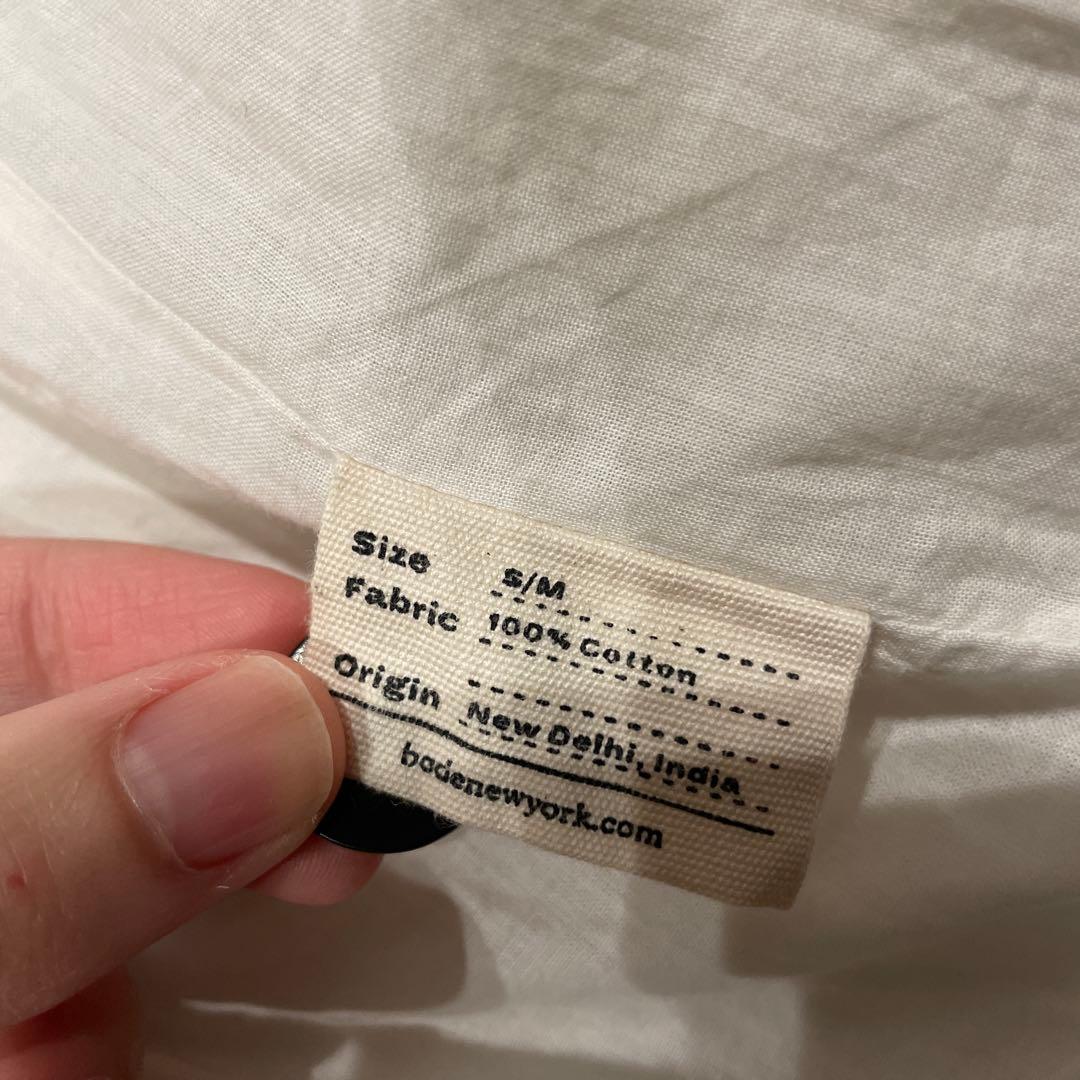 Size S/M
Fabric 100% Cotton
Origin New Delhi, India
bodenewyork.com